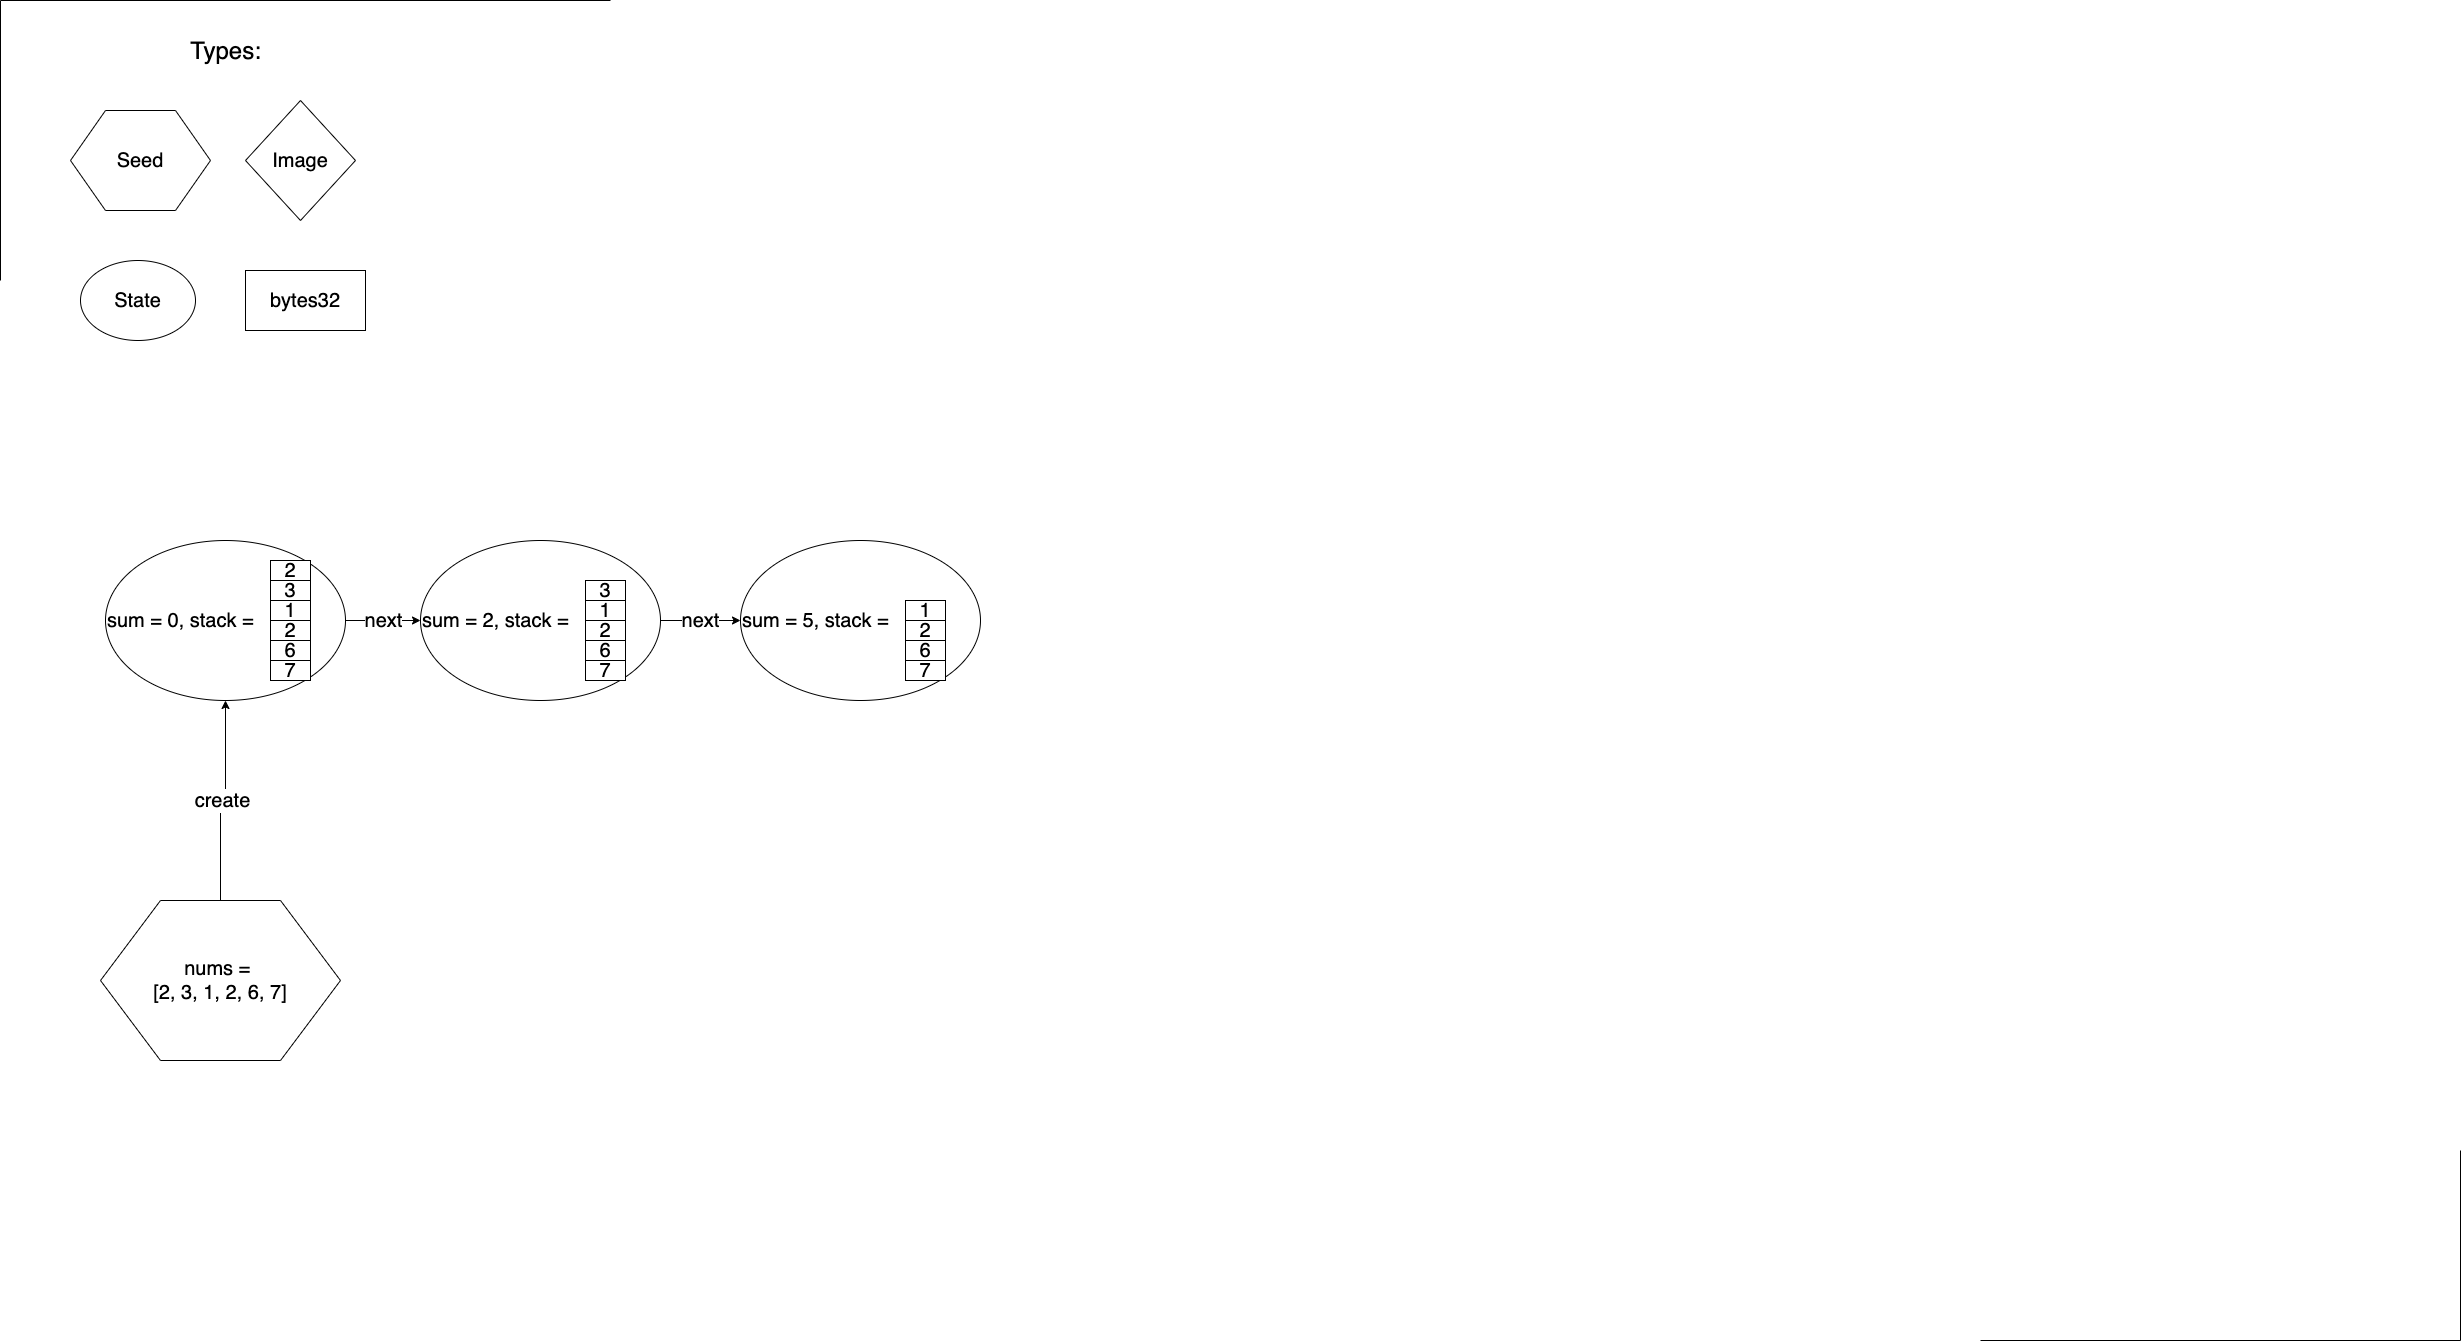 Types:
Seed
Image
State
bytes32
sum = 0, stack =
2
3
1
2
6
7
next
sum = 2, stack =
3
1
2
6
7
next
sum = 5, stack =
1
2
6
7
create
nums =
[2, 3, 1, 2, 6, 7]